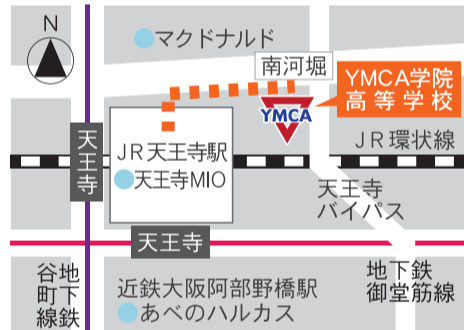 N
マクドナルド
南河堀
YMCA学院
高等学校
YMCA
JR環状線
天王寺
JR天王寺駅
天王寺MIO
天王寺
バイパス
天王寺
地下鉄
谷町線
近鉄大阪阿部野橋駅
あべのハルカス
地下鉄
御堂筋線